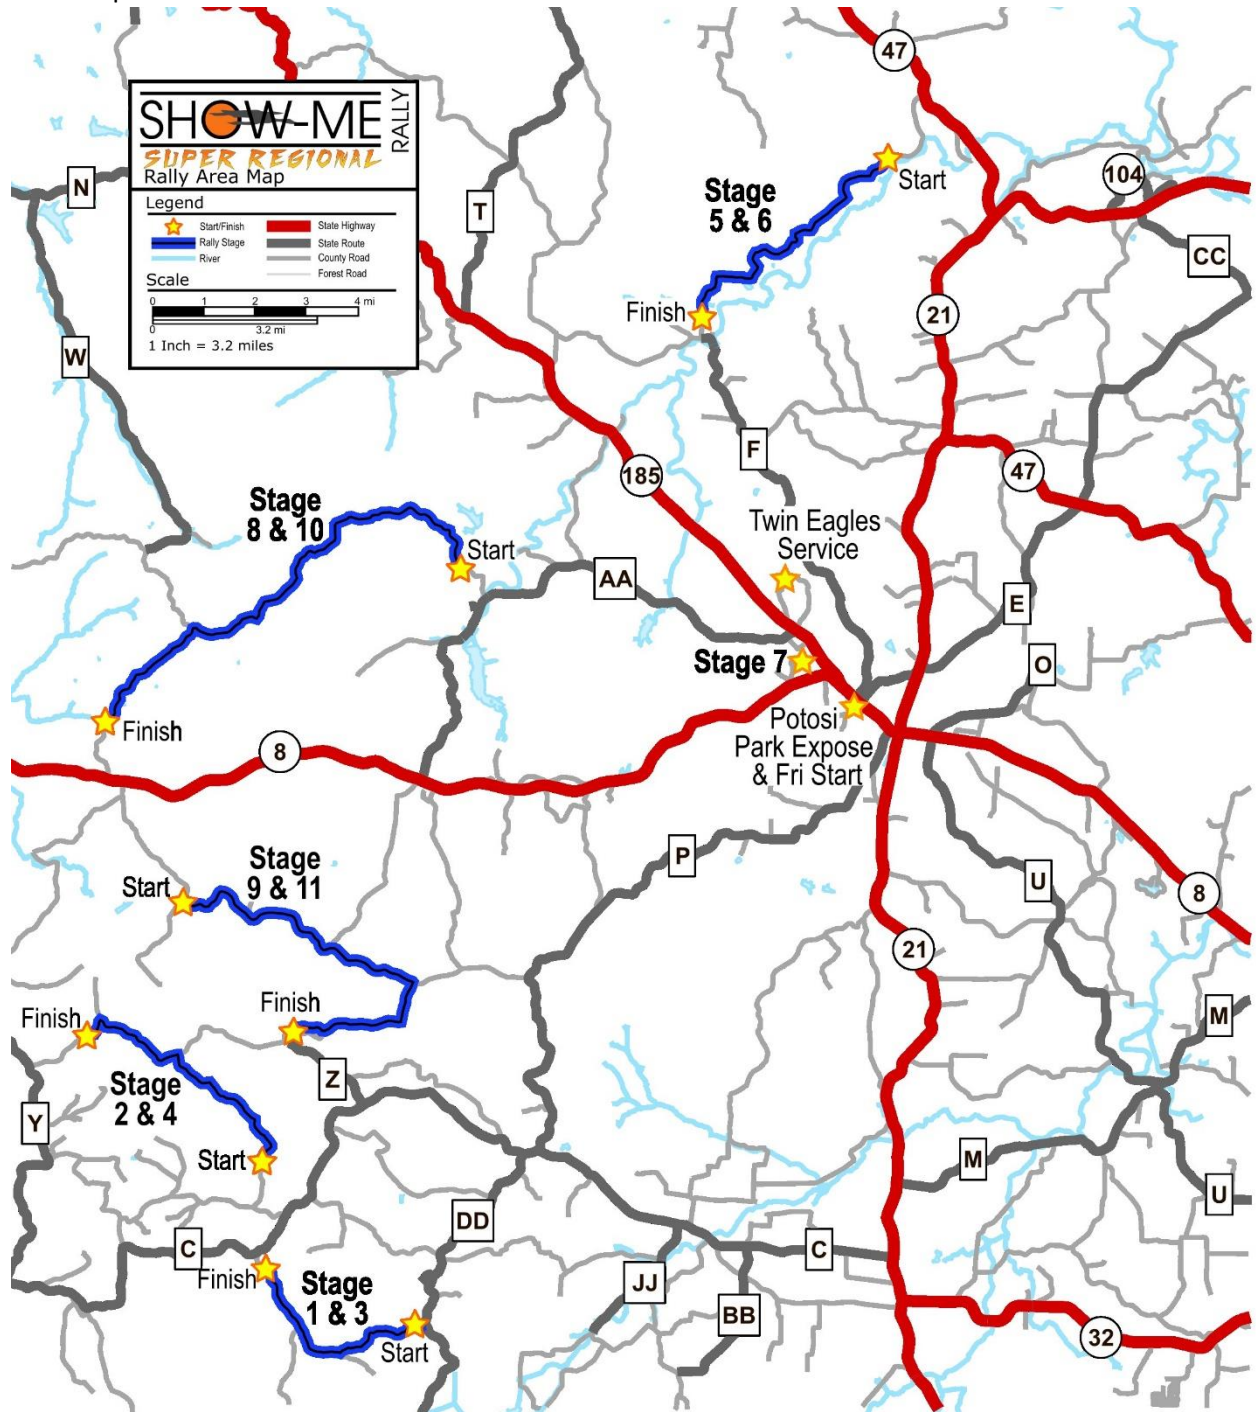 SHOW-ME
RALLY
SUPER REGIONAL
Rally Area Map
Legend
Start/Finish
State Highway
Rally Stage
State Route
River
County Road
Forest Road
Scale
0 1 2 3 4 mi
0 3.2 mi
1 Inch = 3.2 miles
47
Start
Stage
5 & 6
104
N
T
CC
Finish
21
W
F
47
185
Stage
8 & 10
Start
Twin Eagles
Service
AA
E
O
Stage 7
Finish
Potosi
Park Expose
& Fri Start
8
P
Stage
9 & 11
Start
U
8
21
Finish
Finish
M
Z
Stage
2 & 4
Y
Start
M
U
DD
C
C
Finish
Stage
1 & 3
JJ
BB
Start
32